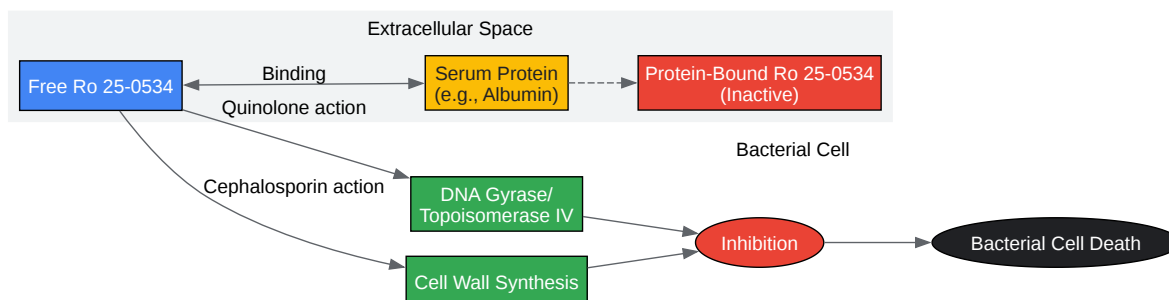 Extracellular Space
Free Ro 25-0534
Binding
Serum Protein
(e.g., Albumin)
Protein-Bound Ro 25-0534
(Inactive)
Quinolone action
Bacterial Cell
Cephalosporin action
DNA Gyrase/
Topoisomerase IV
Inhibition
Bacterial Cell Death
Cell Wall Synthesis